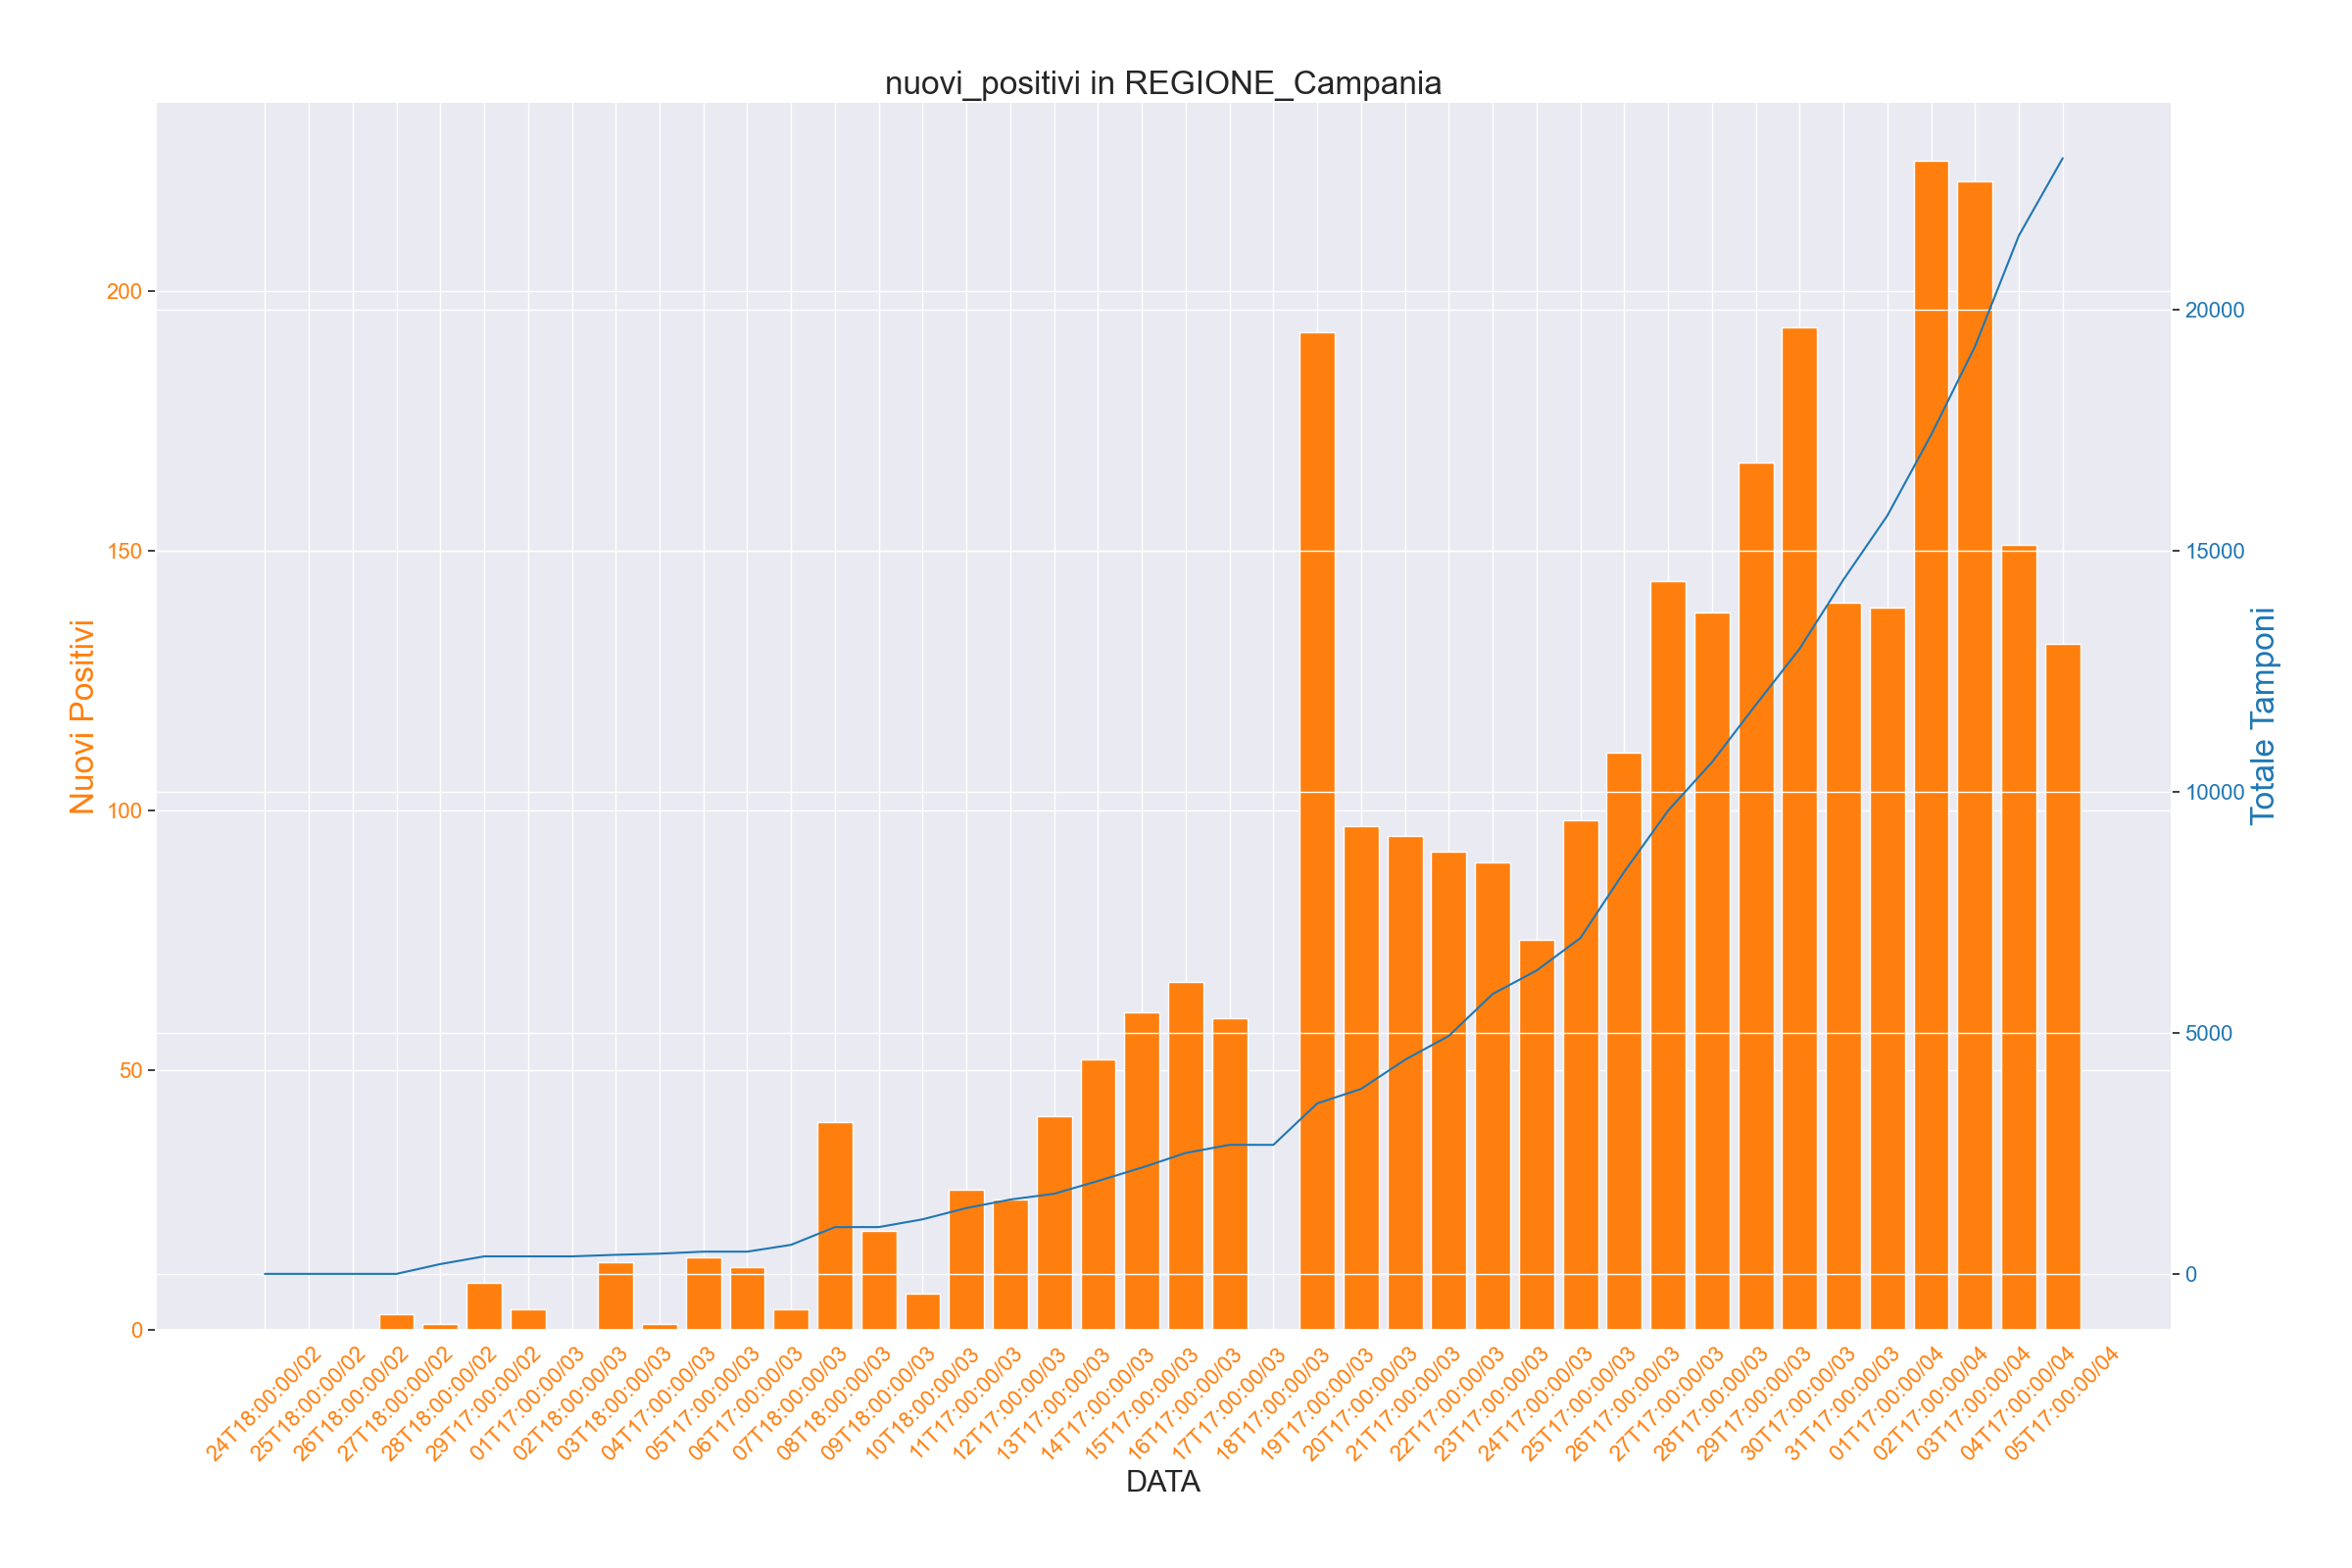 nuovi_positivi in REGIONE_Campania
Nuovi Positivi
200
150
100
50
0
Totale Tamponi
20000
15000
10000
5000
0
24T18:00:00/02
25T18:00:00/02
26T18:00:00/02
27T18:00:00/02
28T18:00:00/02
29T17:00:00/02
01T17:00:00/03
02T18:00:00/03
03T18:00:00/03
04T17:00:00/03
05T17:00:00/03
06T17:00:00/03
07T18:00:00/03
08T18:00:00/03
09T18:00:00/03
10T18:00:00/03
11T17:00:00/03
12T17:00:00/03
13T17:00:00/03
14T17:00:00/03
15T17:00:00/03
16T17:00:00/03
17T17:00:00/03
18T17:00:00/03
19T17:00:00/03
20T17:00:00/03
21T17:00:00/03
22T17:00:00/03
23T17:00:00/03
24T17:00:00/03
25T17:00:00/03
26T17:00:00/03
27T17:00:00/03
28T17:00:00/03
29T17:00:00/03
30T17:00:00/03
31T17:00:00/03
01T17:00:00/04
02T17:00:00/04
03T17:00:00/04
04T17:00:00/04
05T17:00:00/04
DATA